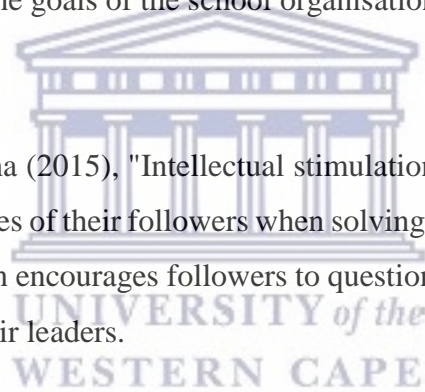 e goals of the school organisation
na (2015), "Intellectual stimulation
es of their followers when solving
n encourages followers to question
UNIVERSITY of the
ir leaders.
WESTERN CAPE